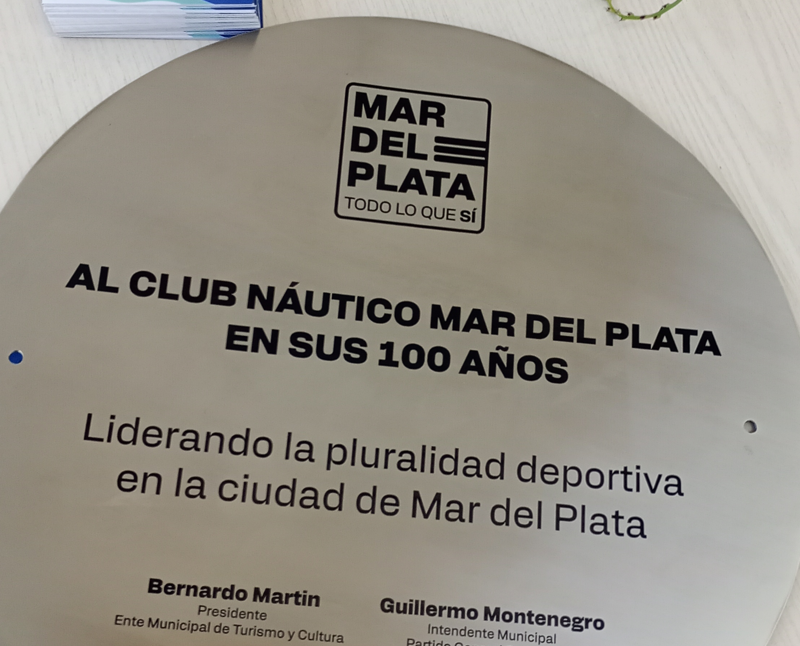 MAR
DEL
PLATA
TODO LO QUE SÍ
AL CLUB NÁUTICO MAR DEL PLATA
EN SUS 100 AÑOS
Liderando la pluralidad deportiva
en la ciudad de Mar del Plata
Bernardo Martin
Presidente
Ente Municipal de Turismo y Cultura
Guillermo Montenegro
Intendente Municipal
Partido